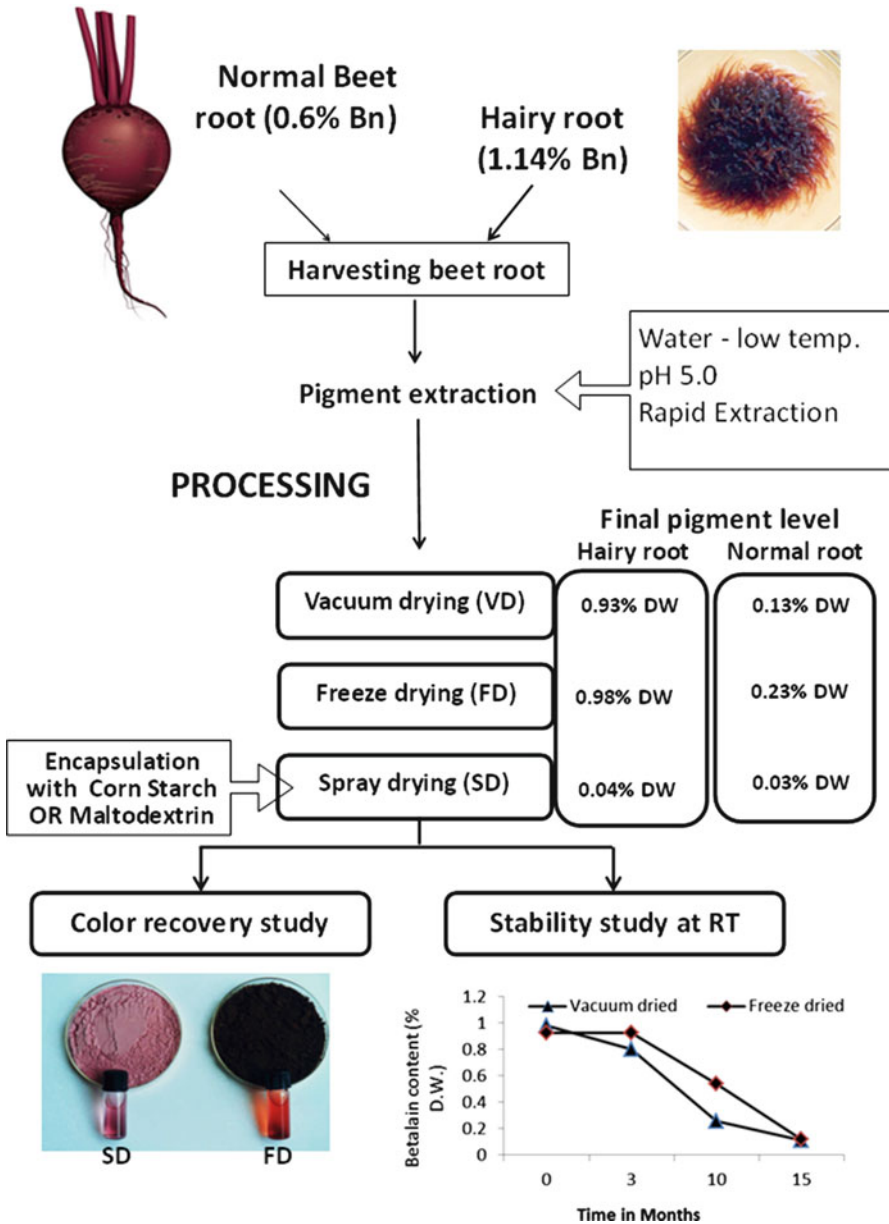 Normal Beet
root (0.6% Bn)
Hairy root
(1.14% Bn)
Harvesting beet root
Water - low temp.
pH 5.0
Rapid Extraction
Pigment extraction
PROCESSING
Final pigment level
Hairy root
Normal root
Vacuum drying (VD)
0.93% DW
0.13% DW
Freeze drying (FD)
0.98% DW
0.23% DW
Encapsulation
with Corn Starch
OR Maltodextrin
Spray drying (SD)
0.04% DW
0.03% DW
Color recovery study
Stability study at RT
SD
FD
Betalain content (%
D.W.)
1.2
1
0.8
0.6
0.4
0.2
0
Vacuum dried
Freeze dried
0
3
10
15
Time in Months